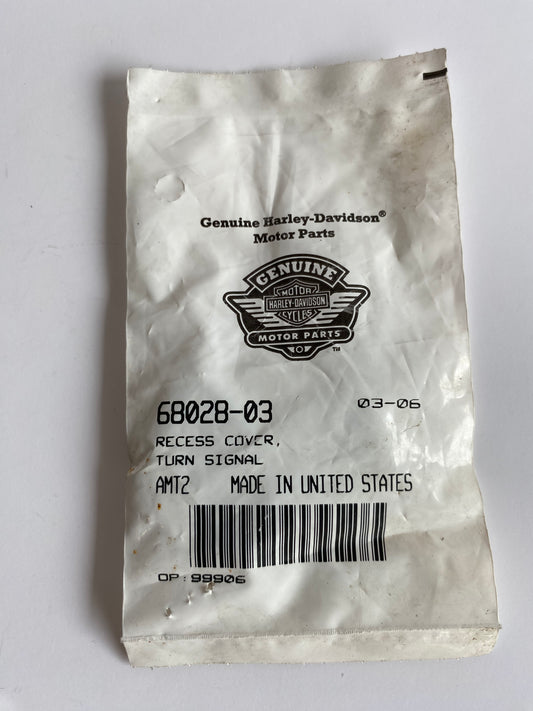 Genuine Harley-Davidson®
Motor Parts
GENUINE
MOTOR
HARLEY-DAVIDSON
CYCLES
MOTOR PARTS
TM
68028-03 03-06
RECESS COVER,
TURN SIGNAL
AMT2 MADE IN UNITED STATES
OP:99906